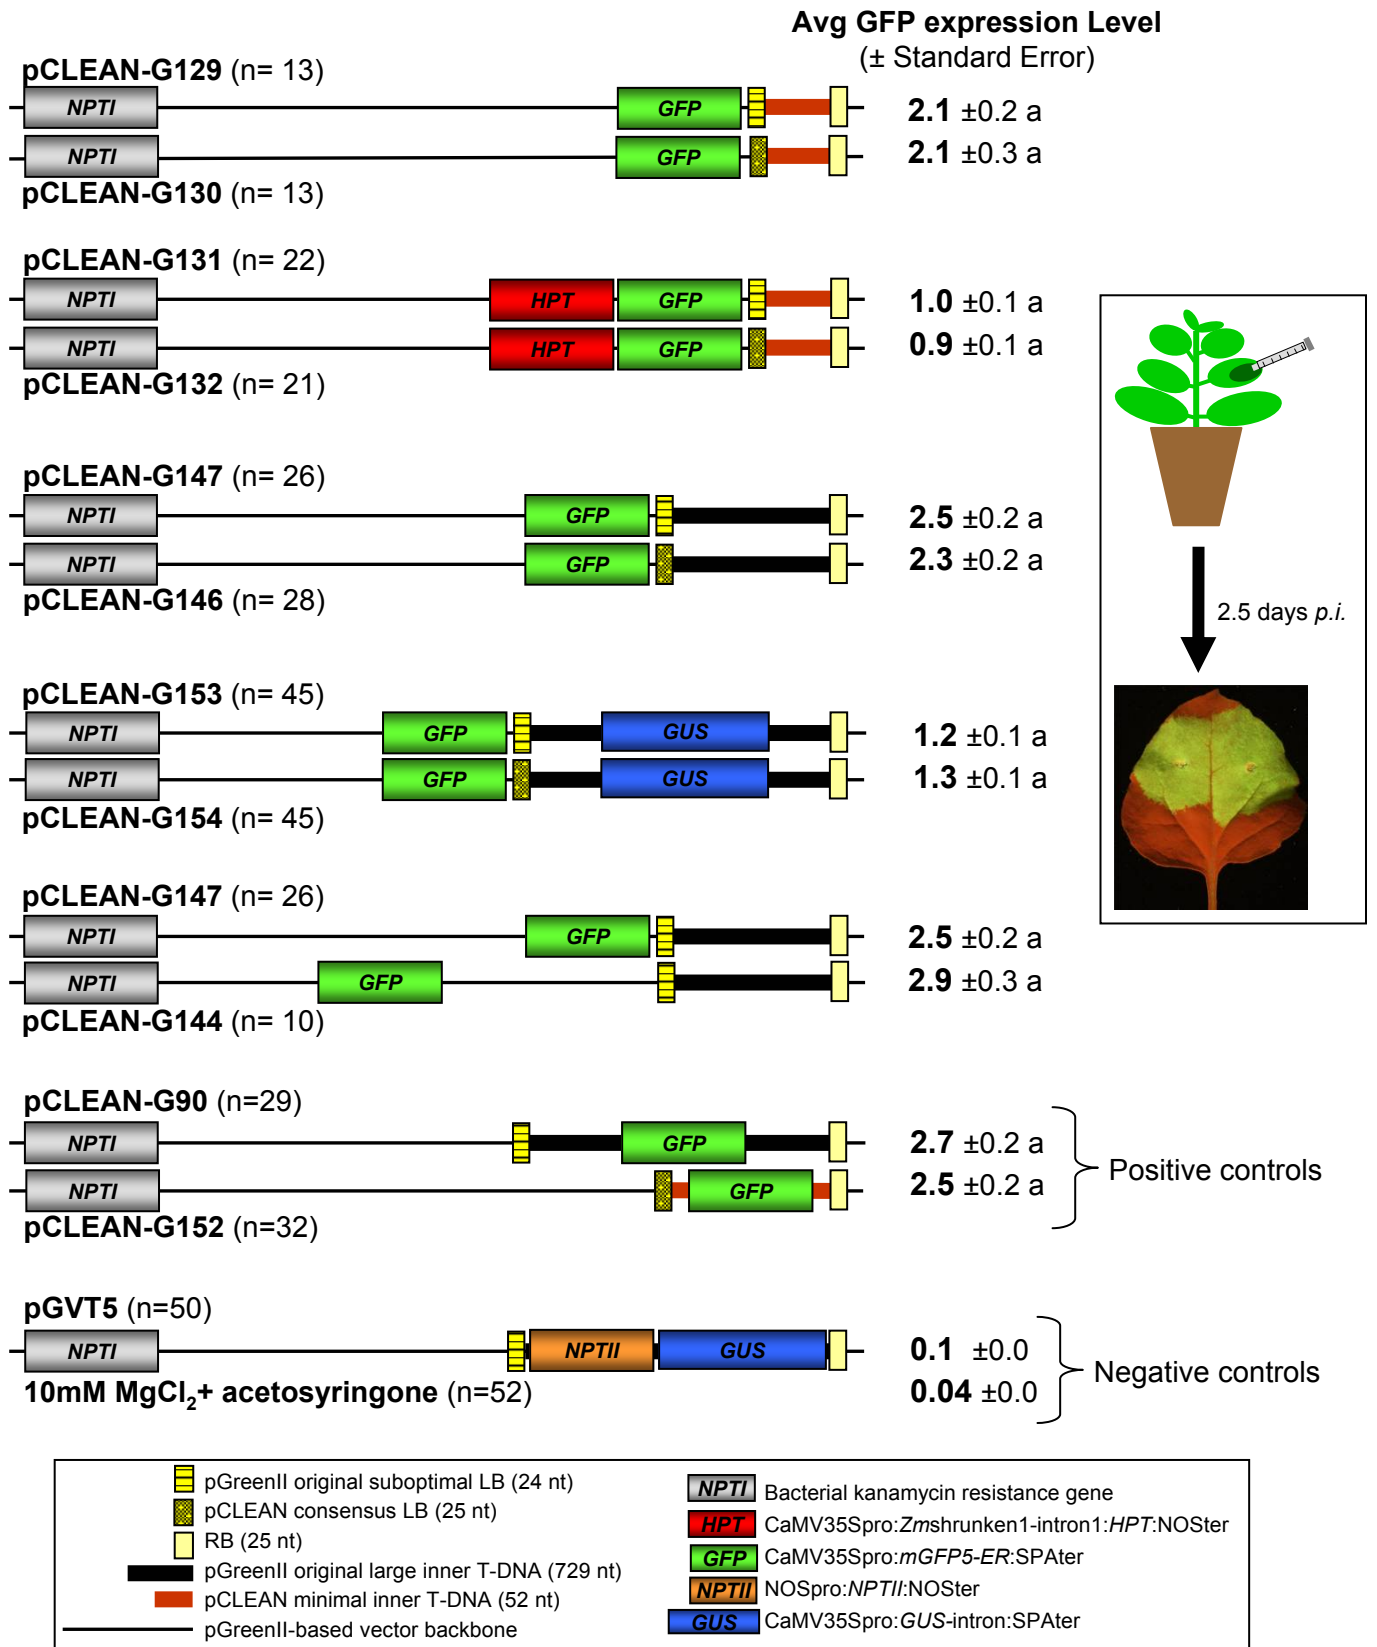 Avg GFP expression Level
(± Standard Error)
pCLEAN-G129 (n= 13)
NPTI GFP 2.1 ±0.2 a
NPTI GFP 2.1 ±0.3 a
pCLEAN-G130 (n= 13)
pCLEAN-G131 (n= 22)
NPTI HPT GFP 1.0 ±0.1 a
NPTI HPT GFP 0.9 ±0.1 a
pCLEAN-G132 (n= 21)
pCLEAN-G147 (n= 26)
NPTI GFP 2.5 ±0.2 a
NPTI GFP 2.3 ±0.2 a
pCLEAN-G146 (n= 28)
2.5 days p.i.
pCLEAN-G153 (n= 45)
NPTI GFP GUS 1.2 ±0.1 a
NPTI GFP GUS 1.3 ±0.1 a
pCLEAN-G154 (n= 45)
pCLEAN-G147 (n= 26)
NPTI GFP 2.5 ±0.2 a
NPTI GFP 2.9 ±0.3 a
pCLEAN-G144 (n= 10)
pCLEAN-G90 (n=29)
NPTI GFP 2.7 ±0.2 a
NPTI GFP 2.5 ±0.2 a
Positive controls
pCLEAN-G152 (n=32)
pGVT5 (n=50)
NPTI NPTII GUS 0.1 ±0.0
10mM MgCl₂+ acetosyringone (n=52) 0.04 ±0.0
Negative controls
pGreenII original suboptimal LB (24 nt)
pCLEAN consensus LB (25 nt)
RB (25 nt)
pGreenII original large inner T-DNA (729 nt)
pCLEAN minimal inner T-DNA (52 nt)
pGreenII-based vector backbone
NPTI Bacterial kanamycin resistance gene
HPT CaMV35Spro:Zmshrunken1-intron1:HPT:NOSter
GFP CaMV35Spro:mGFP5-ER:SPAter
NPTII NOSpro:NPTII:NOSter
GUS CaMV35Spro:GUS-intron:SPAter